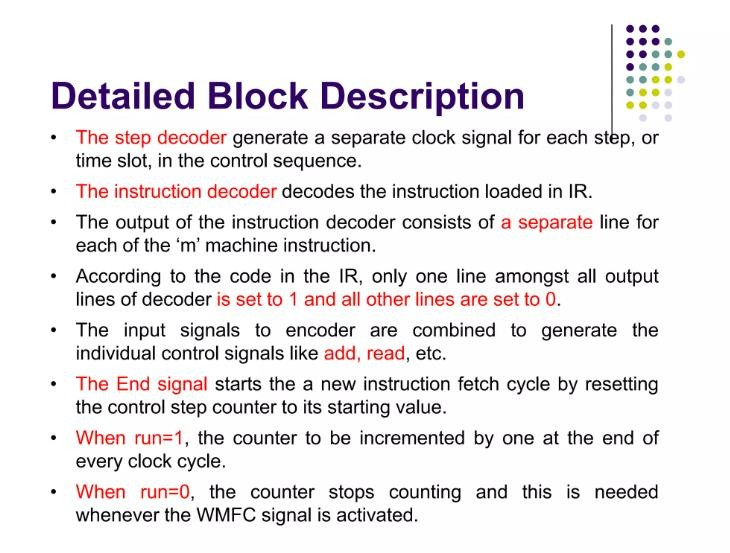 Detailed Block Description
• The step decoder generate a separate clock signal for each step, or
time slot, in the control sequence.
• The instruction decoder decodes the instruction loaded in IR.
• The output of the instruction decoder consists of a separate line for
each of the ‘m’ machine instruction.
• According to the code in the IR, only one line amongst all output
lines of decoder is set to 1 and all other lines are set to 0.
• The input signals to encoder are combined to generate the
individual control signals like add, read, etc.
• The End signal starts the a new instruction fetch cycle by resetting
the control step counter to its starting value.
• When run=1, the counter to be incremented by one at the end of
every clock cycle.
• When run=0, the counter stops counting and this is needed
whenever the WMFC signal is activated.